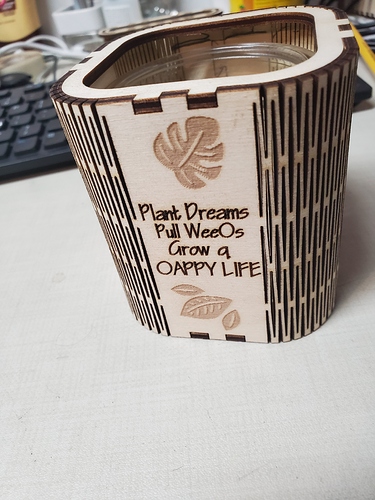 Plant Dreams
Pull WeeOs
Grow a
OAPPY LIFE